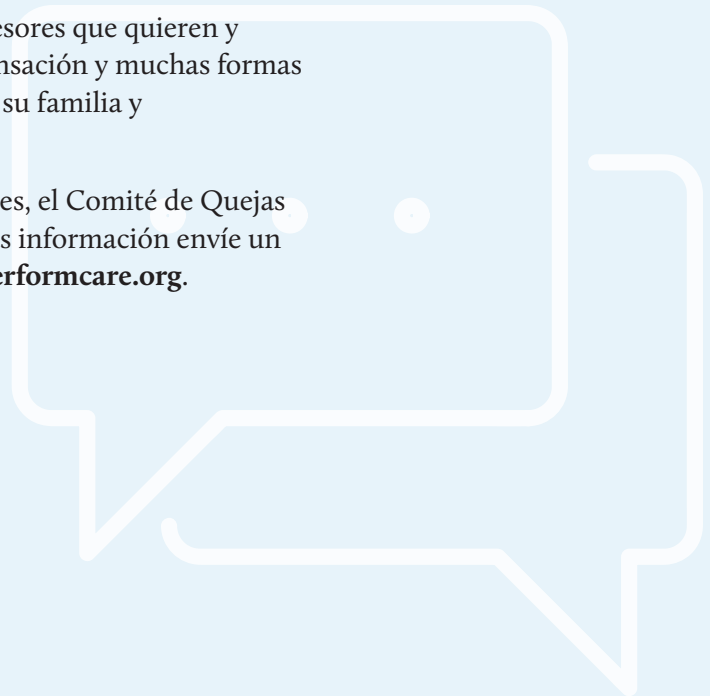 esores que quieren y
nsación y muchas formas
su familia y
es, el Comité de Quejas
s información envíe un
erformcare.org.